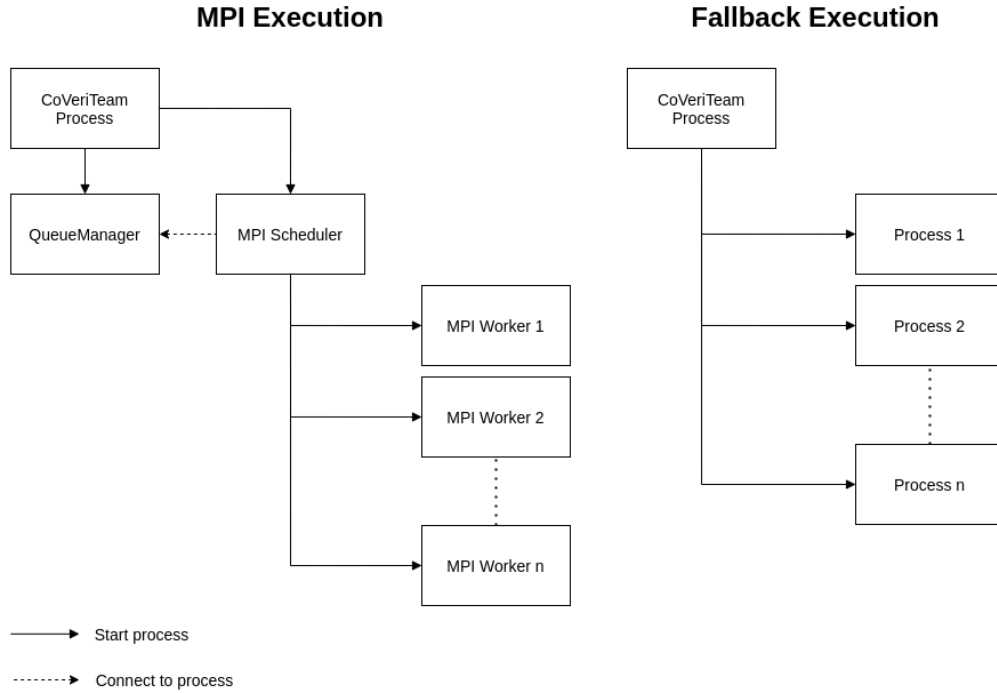 MPI Execution
Fallback Execution
CoVeriTeam
Process
QueueManager
MPI Scheduler
MPI Worker 1
MPI Worker 2
MPI Worker n
CoVeriTeam
Process
Process 1
Process 2
Process n
Start process
Connect to process